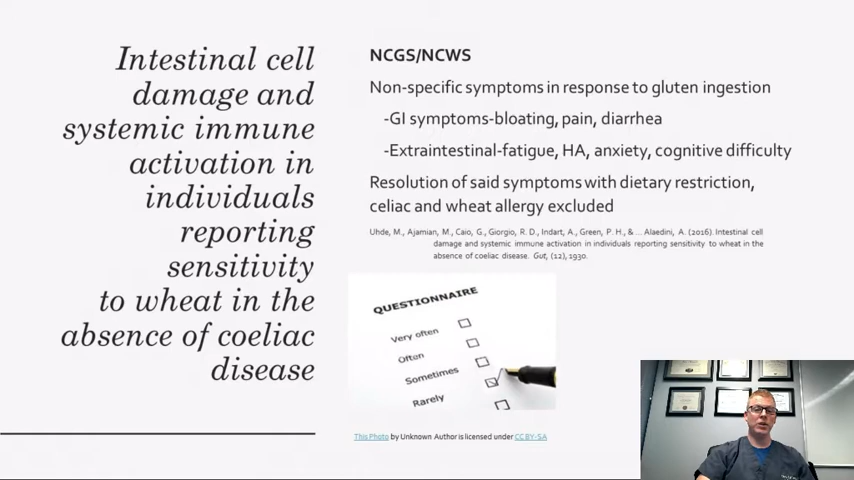 Intestinal cell
damage and
systemic immune
activation in
individuals
reporting
sensitivity
to wheat in the
absence of coeliac
disease
NCGS/NCWS
Non-specific symptoms in response to gluten ingestion
-GI symptoms-bloating, pain, diarrhea
-Extraintestinal-fatigue, HA, anxiety, cognitive difficulty
Resolution of said symptoms with dietary restriction,
celiac and wheat allergy excluded
Uhde, M., Ajamian, M., Caio, G., Giorgio, R. D., Indart, A., Green, P. H., & ... Alaedini, A. (2016). Intestinal cell
damage and systemic immune activation in individuals reporting sensitivity to wheat in the
absence of coeliac disease. Gut, (12), 1930.
QUESTIONNAIRE
Very often
Often
Sometimes
Rarely
This Photo by Unknown Author is licensed under CC BY-SA